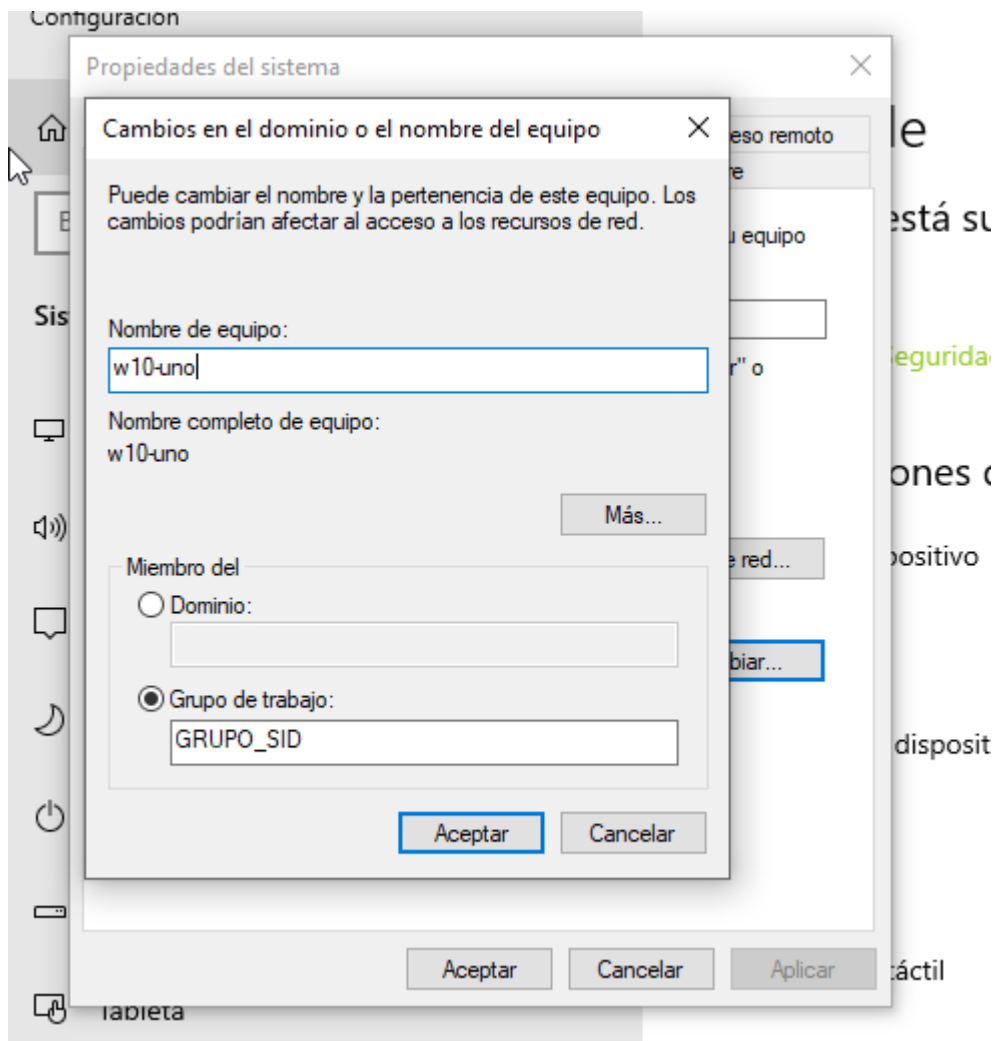 Configuración
Propiedades del sistema
Cambios en el dominio o el nombre del equipo
eso remoto
Puede cambiar el nombre y la pertenencia de este equipo. Los
cambios podrían afectar al acceso a los recursos de red.
equipo
está su
Sis
Nombre de equipo:
w10-uno
r" o
Nombre completo de equipo:
w10-uno
ones
Más...
e red...
positivo
Miembro del
Dominio:
biar...
Grupo de trabajo:
GRUPO_SID
disposit
Aceptar
Cancelar
Aceptar
Cancelar
Aplicar
táctil
Tableta